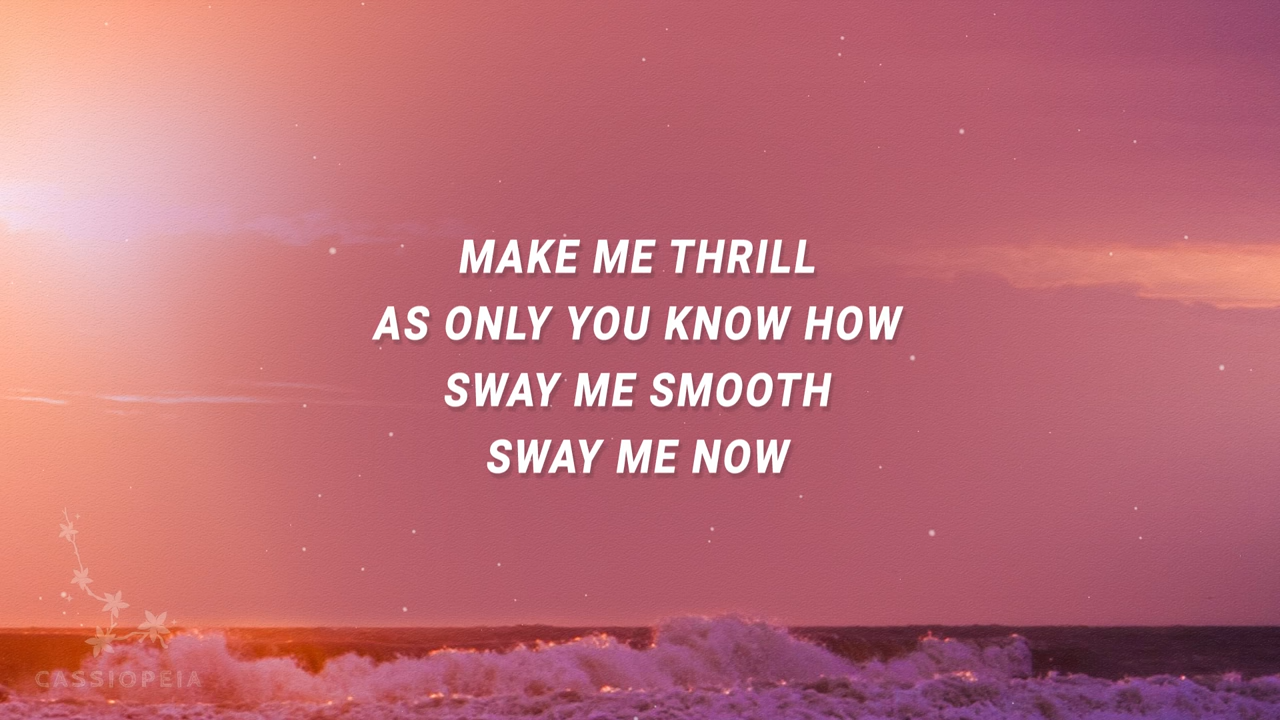 MAKE ME THRILL
AS ONLY YOU KNOW HOW
SWAY ME SMOOTH
SWAY ME NOW
CASSIOPEIA